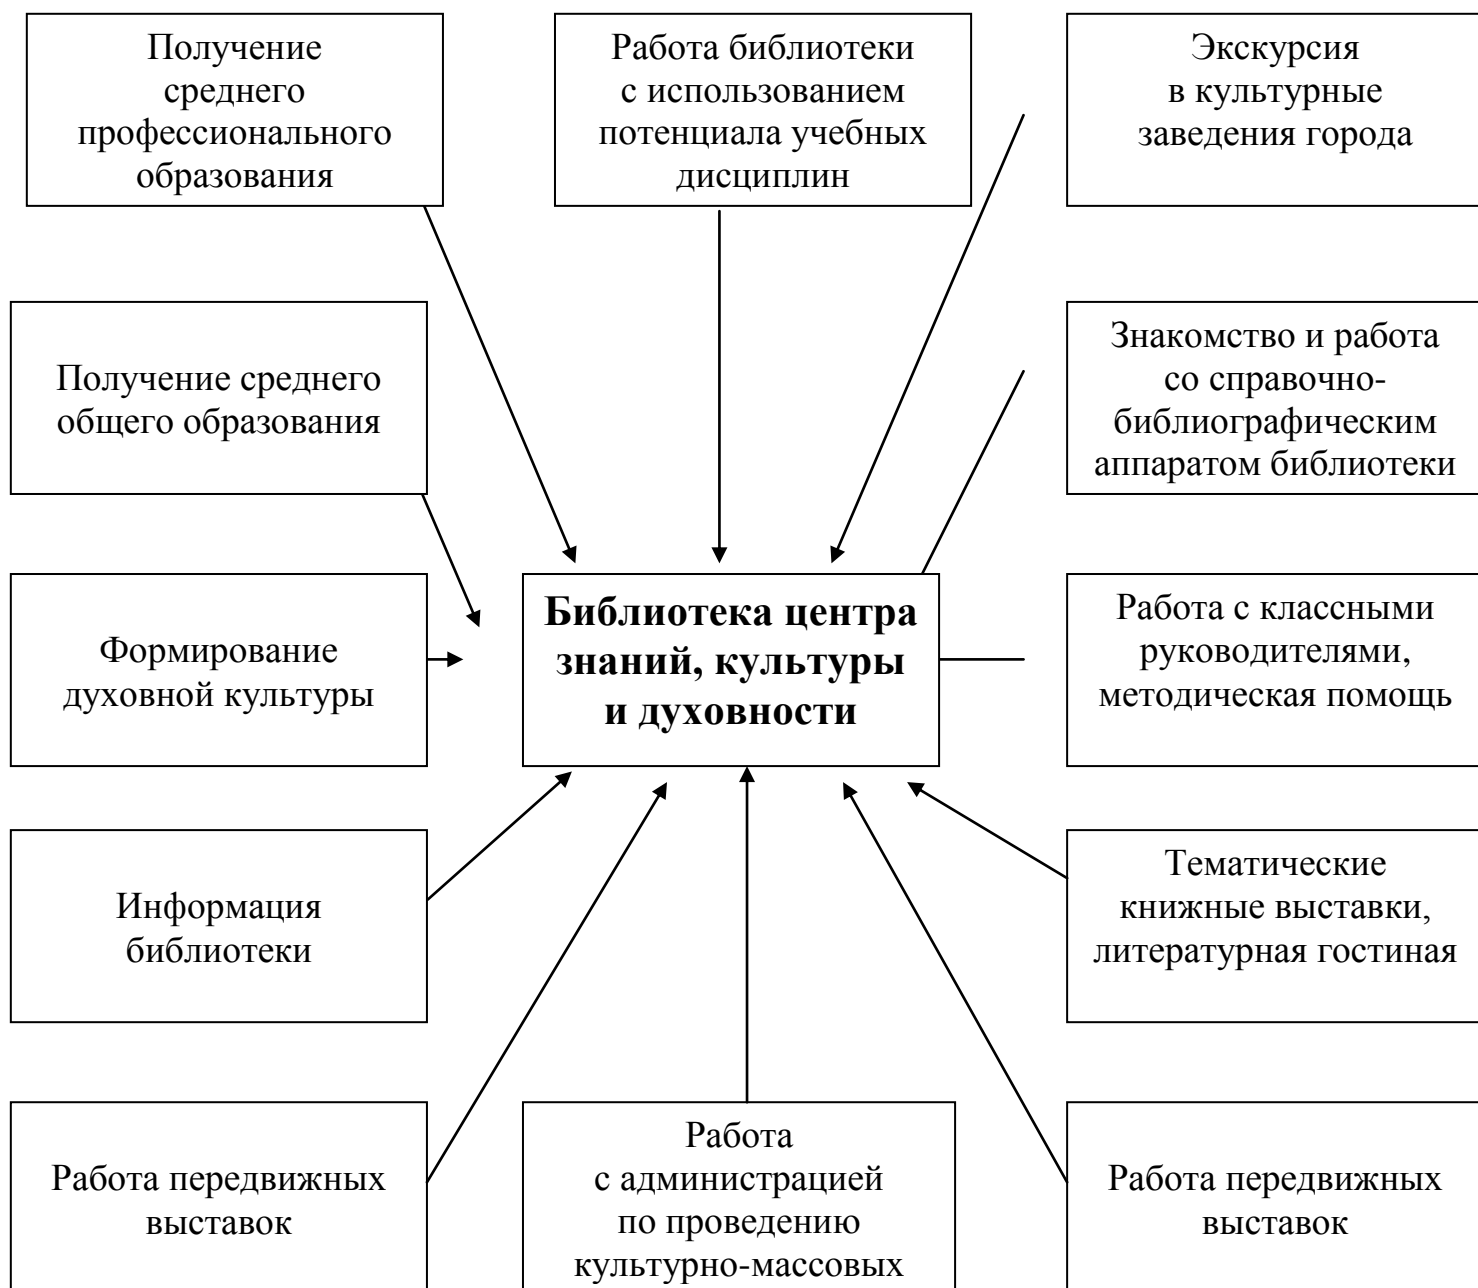 Получение
среднего
профессионального
образования
Работа библиотеки
с использованием
потенциала учебных
дисциплин
Экскурсия
в культурные
заведения города
Получение среднего
общего образования
Знакомство и работа
со справочно-
библиографическим
аппаратом библиотеки
Формирование
духовной культуры
Библиотека центра
знаний, культуры
и духовности
Работа с классными
руководителями,
методическая помощь
Информация
библиотеки
Тематические
книжные выставки,
литературная гостиная
Работа передвижных
выставок
Работа
с администрацией
по проведению
культурно-массовых
Работа передвижных
выставок